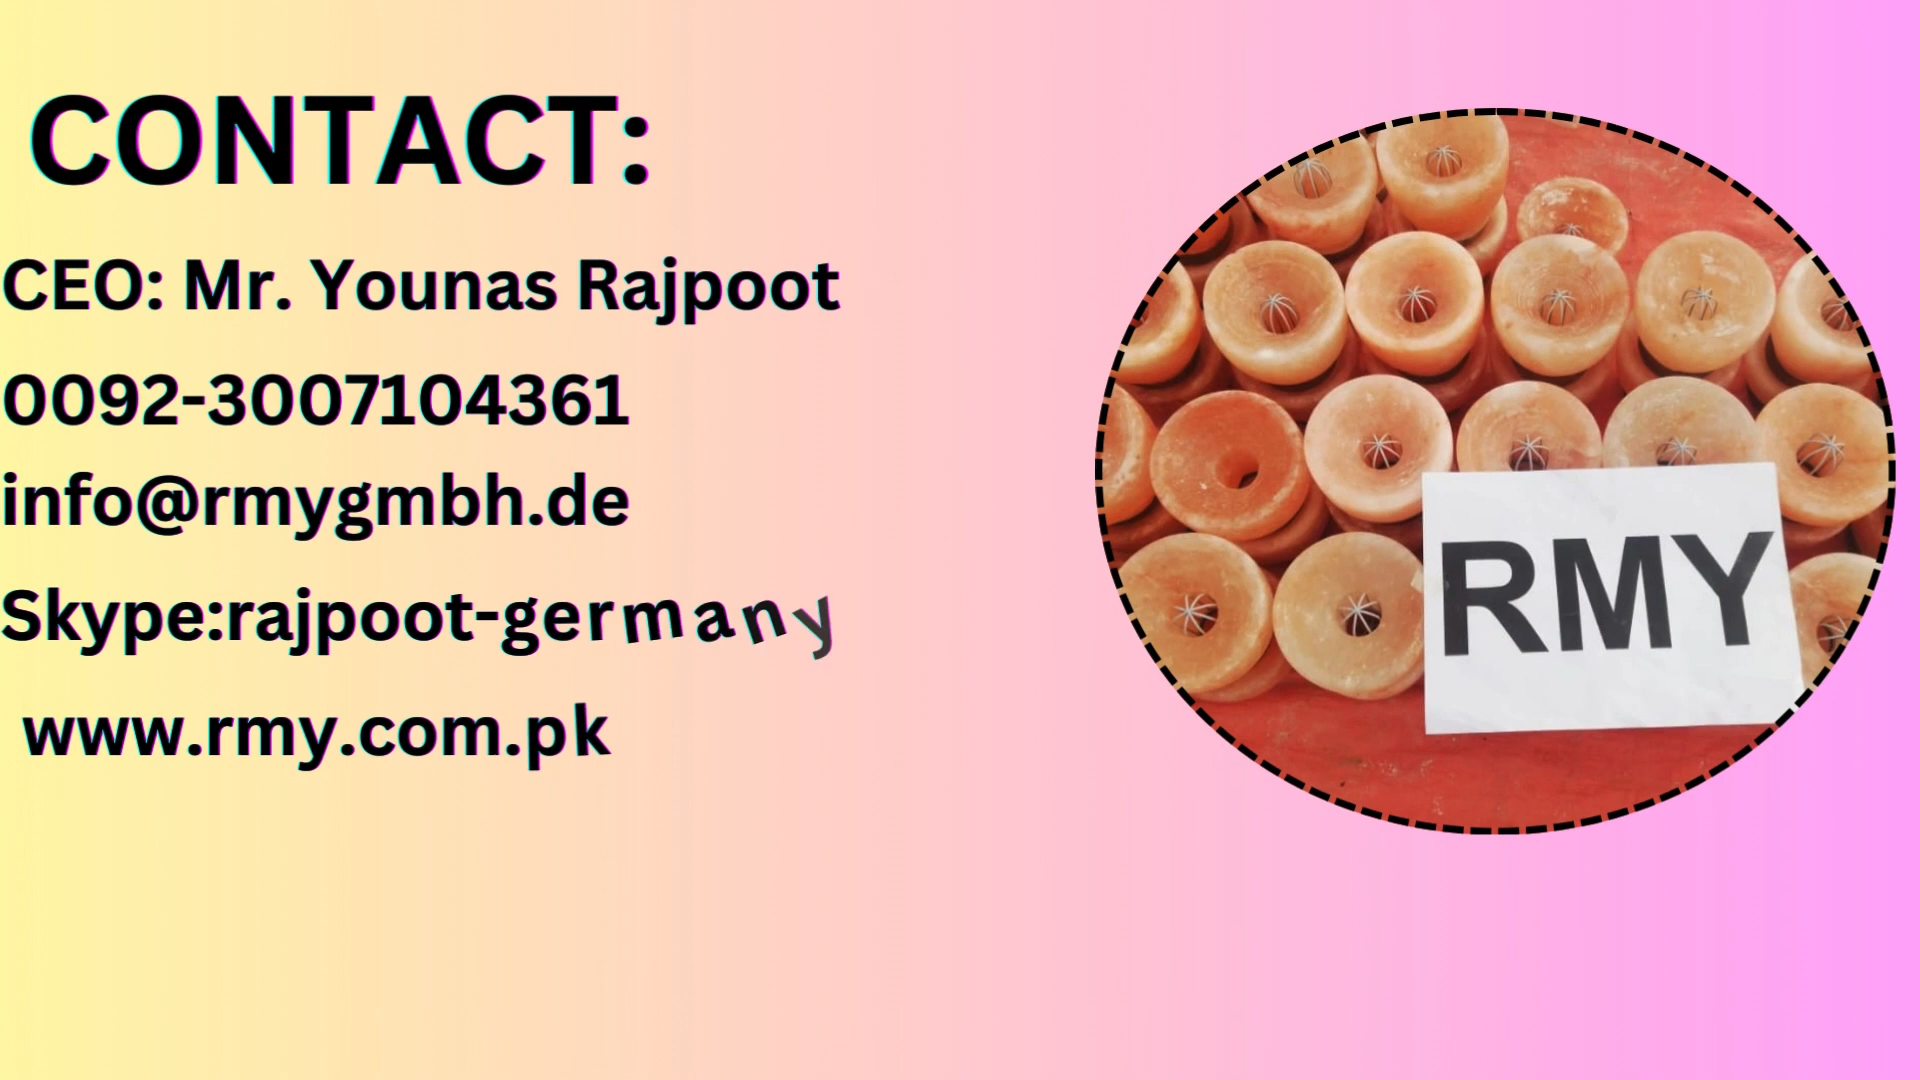 CONTACT:
CEO: Mr. Younas Rajpoot
0092-3007104361
info@rmygmbh.de
Skype:rajpoot-germany
www.rmy.com.pk
RMY